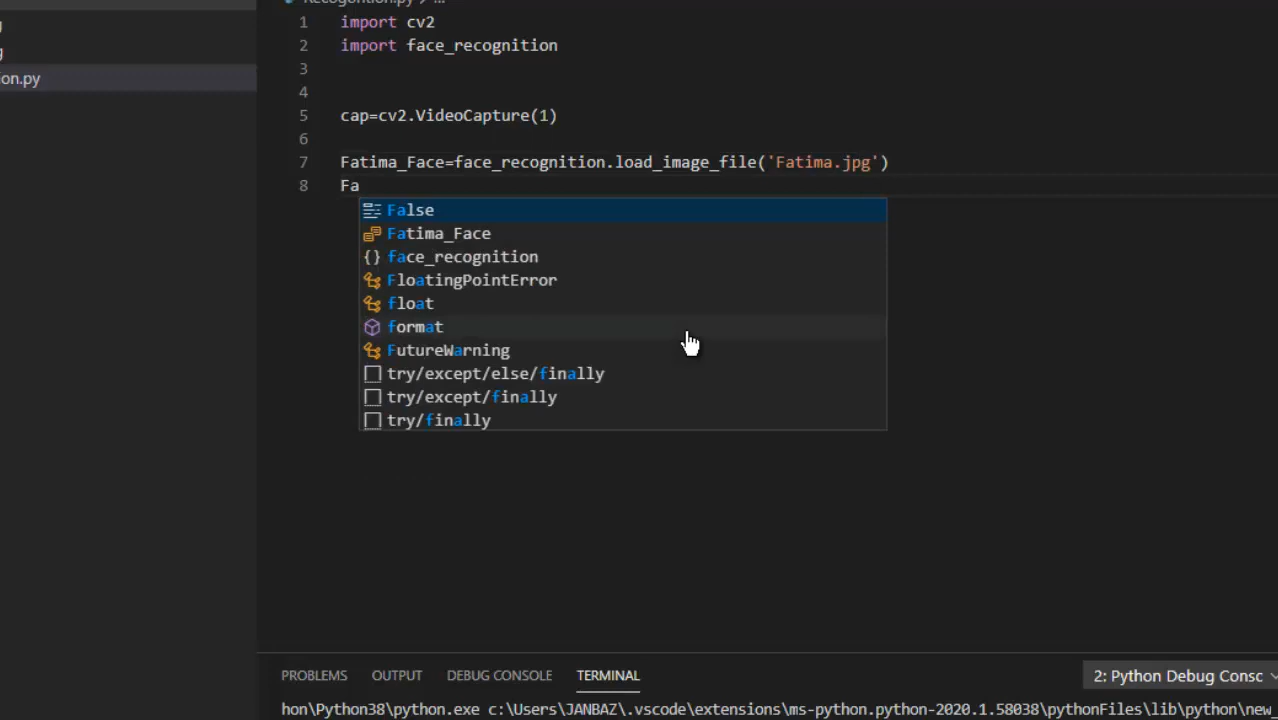 Recogontion.py > ...
on.py
1 import cv2
2 import face_recognition
3
4
5 cap=cv2.VideoCapture(1)
6
7 Fatima_Face=face_recognition.load_image_file('Fatima.jpg')
8 Fa
False
Fatima_Face
face_recognition
FloatingPointError
float
format
FutureWarning
try/except/else/finally
try/except/finally
try/finally
PROBLEMS OUTPUT DEBUG CONSOLE TERMINAL 2: Python Debug Consc
hon\Python38\python.exe c:\Users\JANBAZ\.vscode\extensions\ms-python.python-2020.1.58038\pythonFiles\lib\python\new